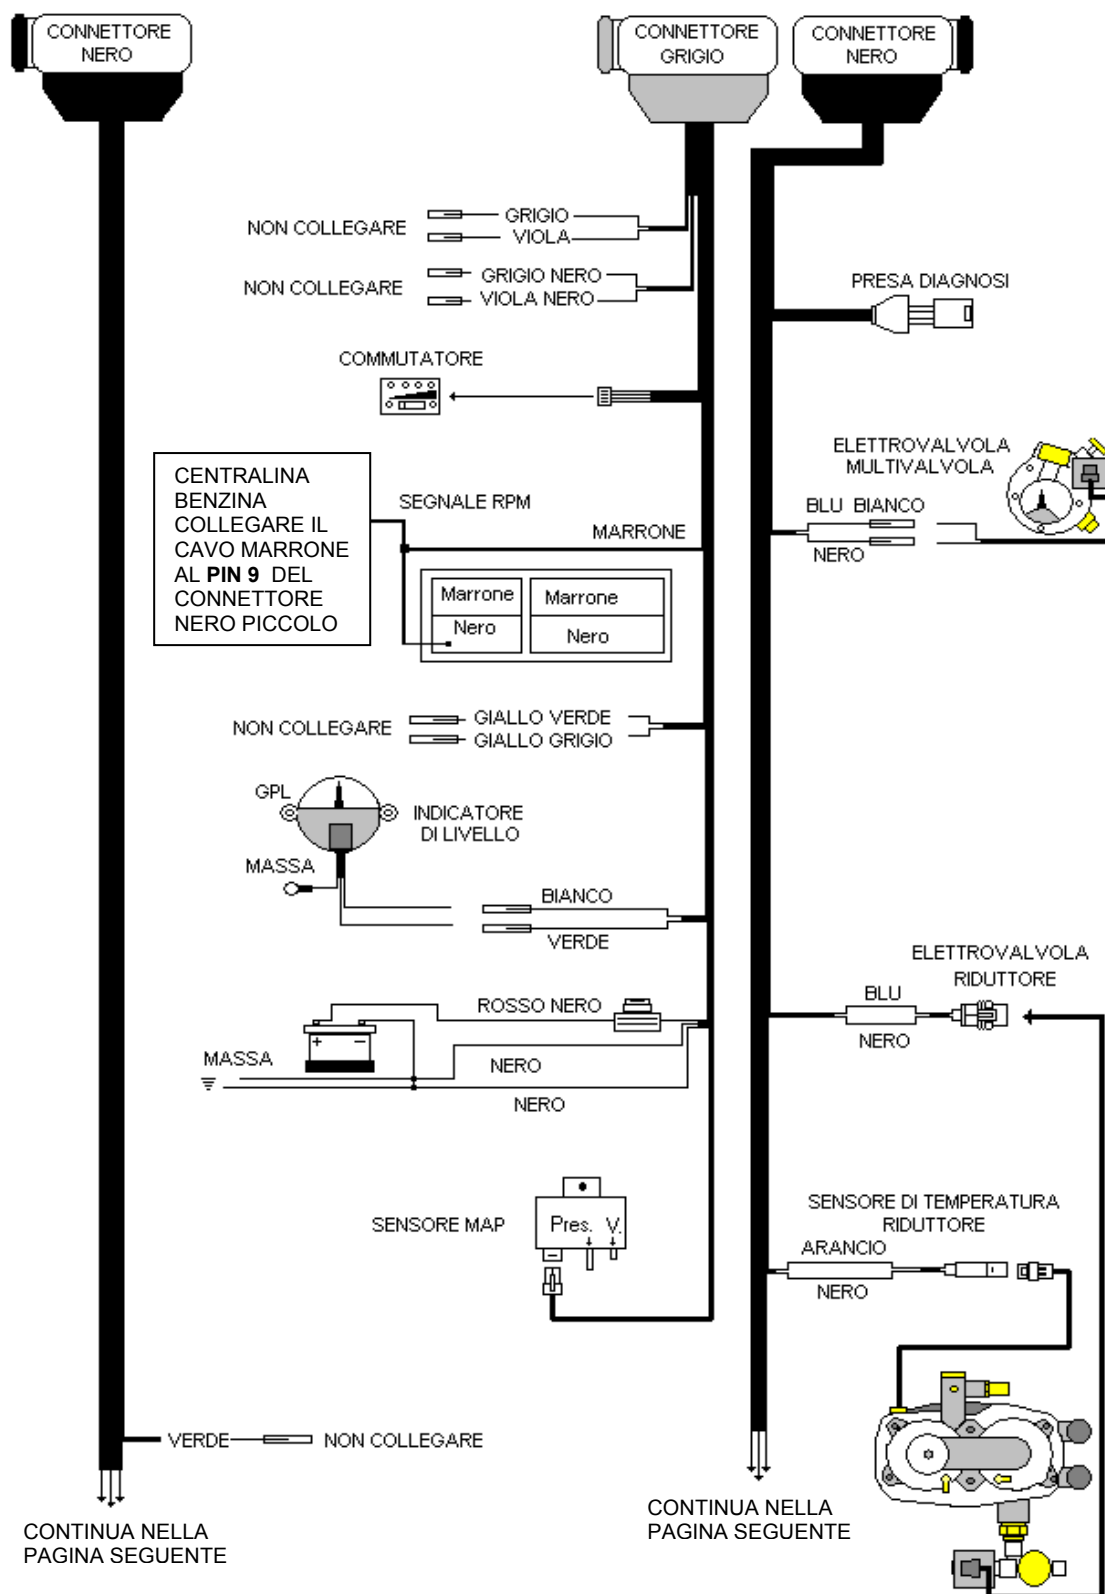 CONNETTORE
NERO
CONNETTORE
GRIGIO
CONNETTORE
NERO
NON COLLEGARE
GRIGIO
VIOLA
NON COLLEGARE
GRIGIO NERO
VIOLA NERO
PRESA DIAGNOSI
COMMUTATORE
ELETTROVALVOLA
MULTIVALVOLA
CENTRALINA
BENZINA
COLLEGARE IL
CAVO MARRONE
AL PIN 9 DEL
CONNETTORE
NERO PICCOLO
SEGNALE RPM
MARRONE
BLU BIANCO
NERO
Marrone
Marrone
Nero
Nero
NON COLLEGARE
GIALLO VERDE
GIALLO GRIGIO
GPL
INDICATORE
DI LIVELLO
MASSA
BIANCO
VERDE
ELETTROVALVOLA
RIDUTTORE
BLU
NERO
ROSSO NERO
+ −
MASSA
NERO
NERO
SENSORE MAP
Pres. V.
SENSORE DI TEMPERATURA
RIDUTTORE
ARANCIO
NERO
VERDE
NON COLLEGARE
CONTINUA NELLA
PAGINA SEGUENTE
CONTINUA NELLA
PAGINA SEGUENTE